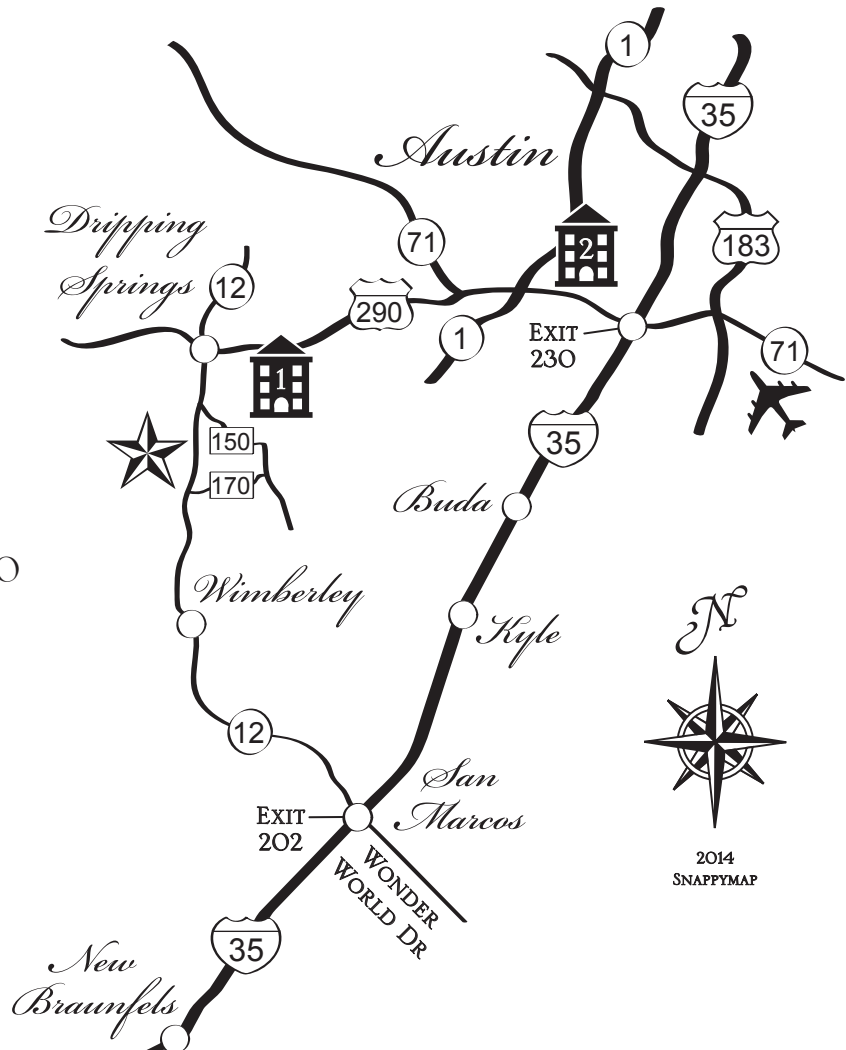 1
35
Austin
Dripping
Springs
183
71
2
12
290
1
Exit
230
71
1
35
150
170
Buda
Wimberley
Kyle
N
12
San
Marcos
Exit
202
Wonder
World Dr
2014
Snappymap
35
New
Braunfels